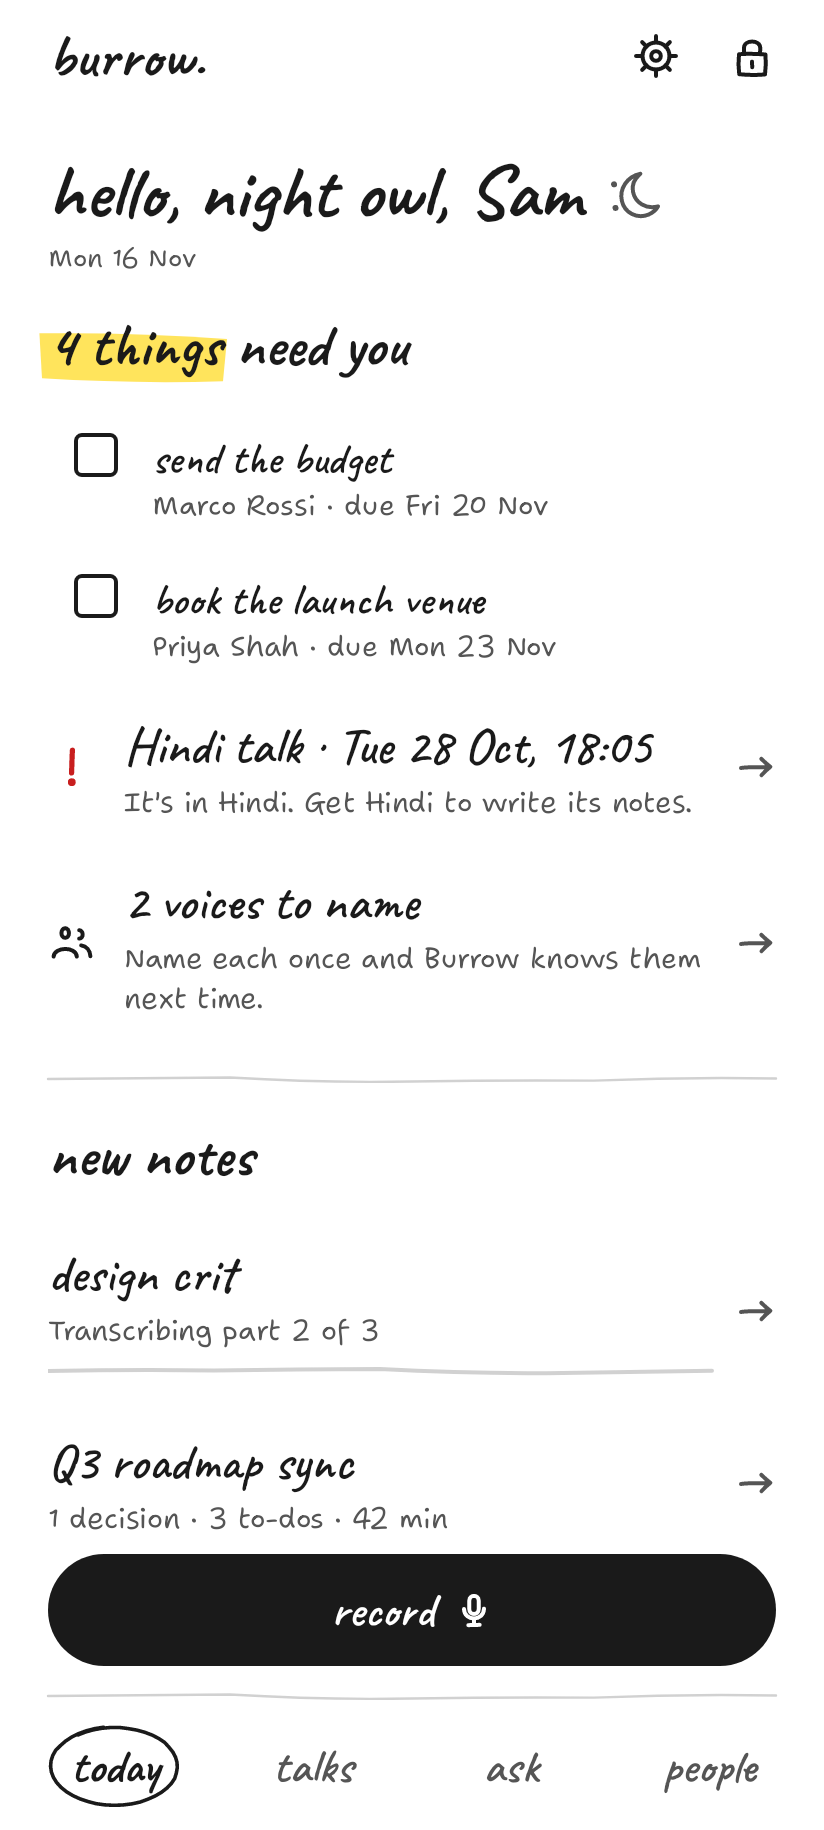 burrow.
hello, night owl, Sam
Mon 16 Nov
4 things need you
send the budget
Marco Rossi · due Fri 20 Nov
book the launch venue
Priya Shah · due Mon 23 Nov
! Hindi talk · Tue 28 Oct, 18:05
It's in Hindi. Get Hindi to write its notes.
2 voices to name
Name each once and Burrow knows them
next time.
new notes
design crit
Transcribing part 2 of 3
Q3 roadmap sync
1 decision · 3 to-dos · 42 min
record
today talks ask people